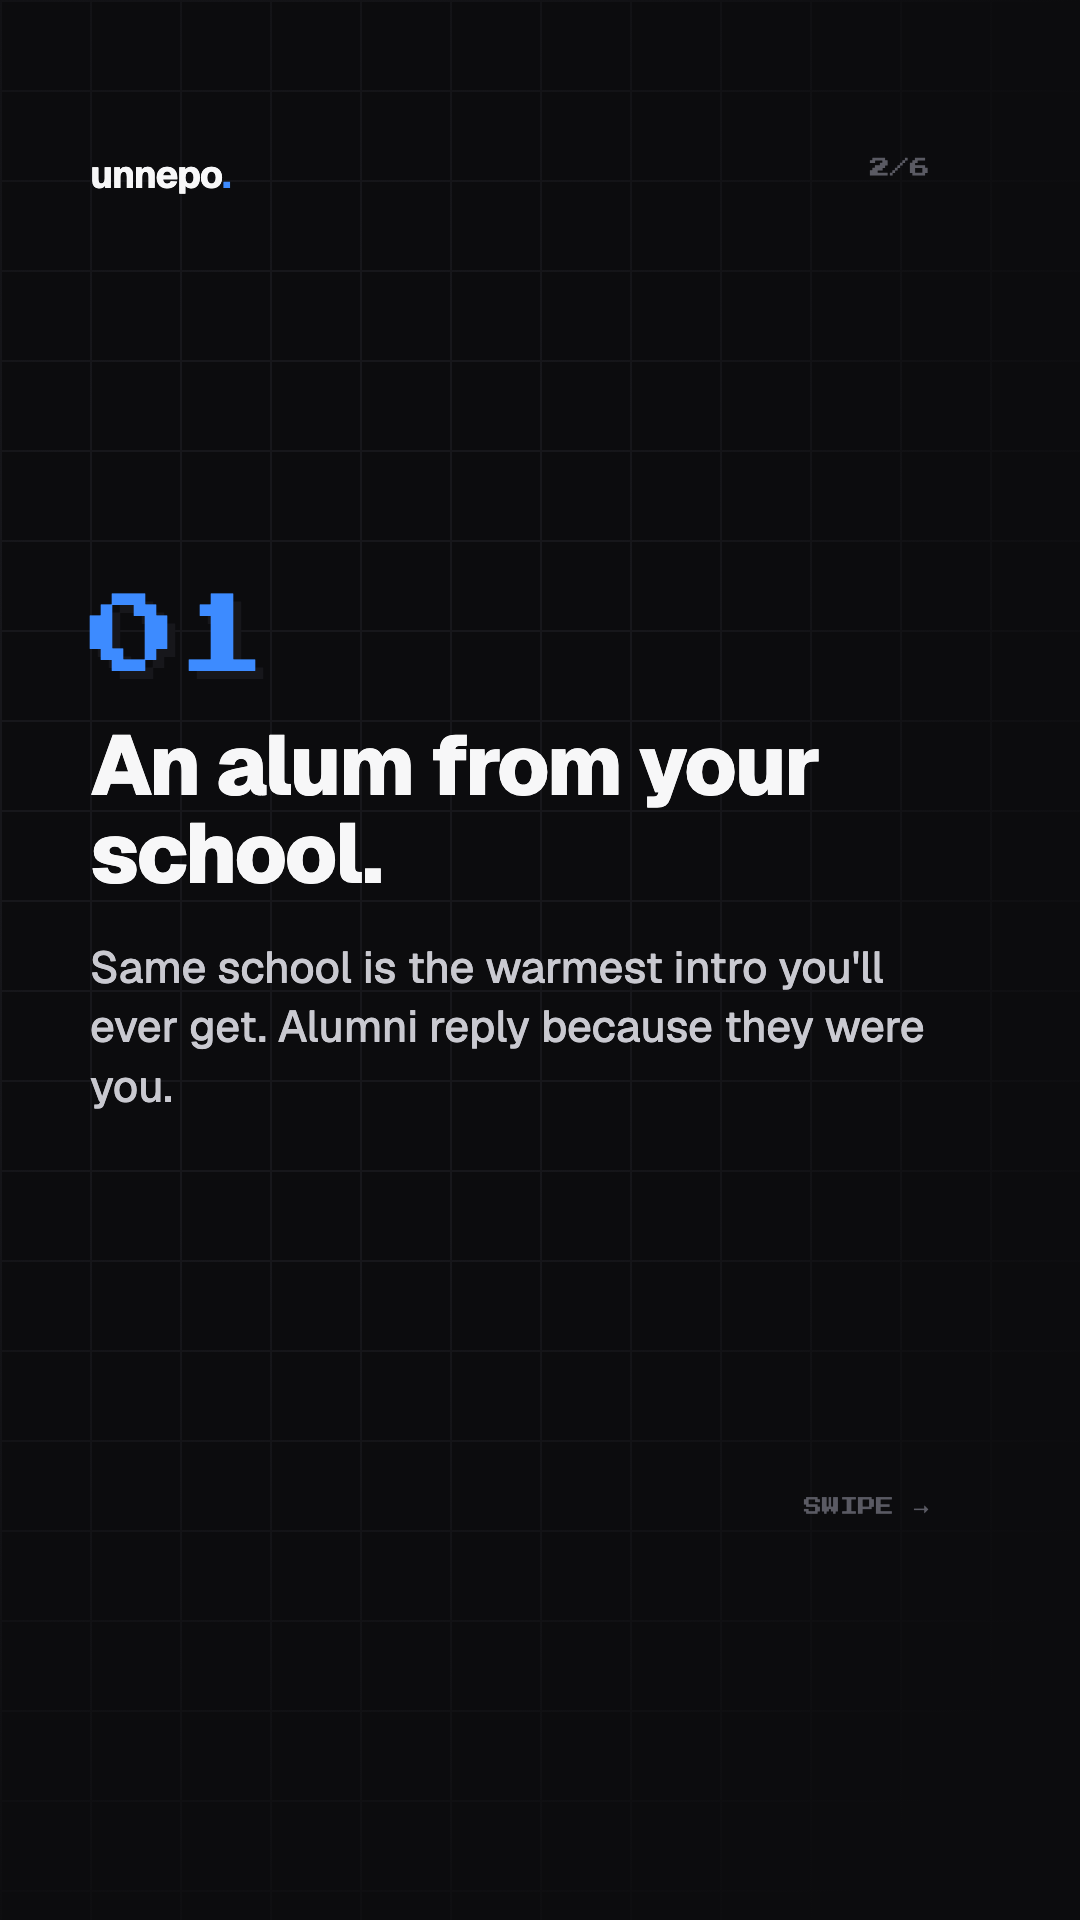 unnepo.
2/6
01
An alum from your
school.
Same school is the warmest intro you'll
ever get. Alumni reply because they were
you.
SWIPE →